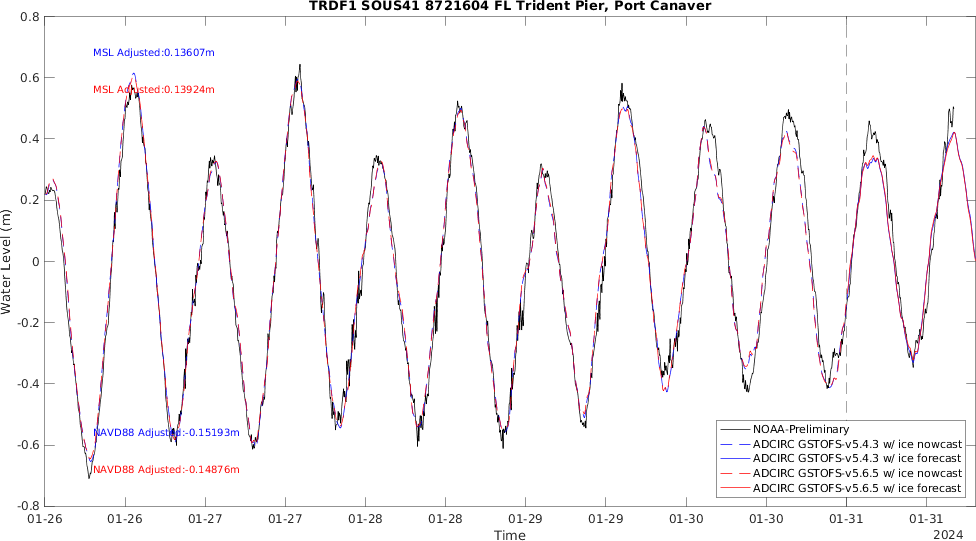 TRDF1 SOUS41 8721604 FL Trident Pier, Port Canaver
0.8
0.6
0.4
0.2
0
-0.2
-0.4
-0.6
-0.8
Water Level (m)
MSL Adjusted:0.13607m
MSL Adjusted:0.13924m
NAVD88 Adjusted:-0.15193m
NAVD88 Adjusted:-0.14876m
NOAA-Preliminary
ADCIRC GSTOFS-v5.4.3 w/ ice nowcast
ADCIRC GSTOFS-v5.4.3 w/ ice forecast
ADCIRC GSTOFS-v5.6.5 w/ ice nowcast
ADCIRC GSTOFS-v5.6.5 w/ ice forecast
01-26 01-26 01-27 01-27 01-28 01-28 01-29 01-29 01-30 01-30 01-31 01-31
Time 2024